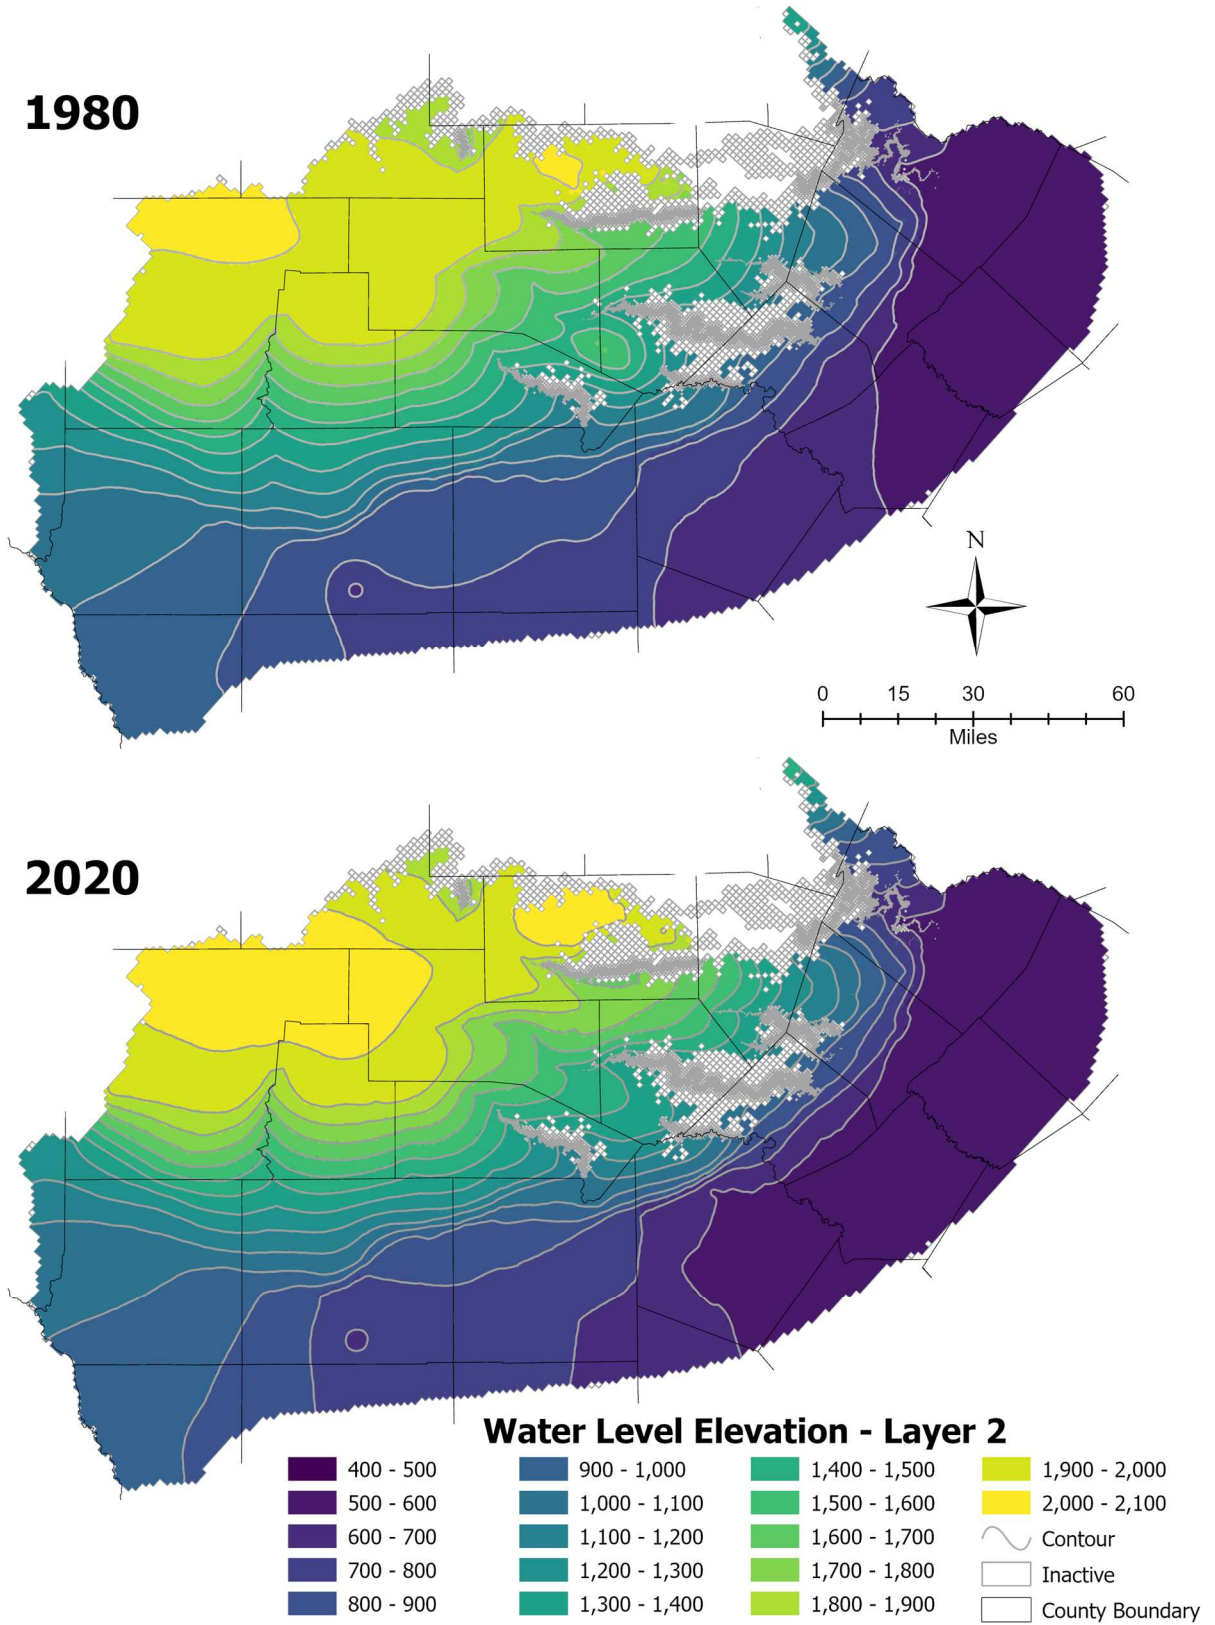 1980
N
0 15 30 60
Miles
2020
Water Level Elevation - Layer 2
400 - 500
500 - 600
600 - 700
700 - 800
800 - 900
900 - 1,000
1,000 - 1,100
1,100 - 1,200
1,200 - 1,300
1,300 - 1,400
1,400 - 1,500
1,500 - 1,600
1,600 - 1,700
1,700 - 1,800
1,800 - 1,900
1,900 - 2,000
2,000 - 2,100
Contour
Inactive
County Boundary